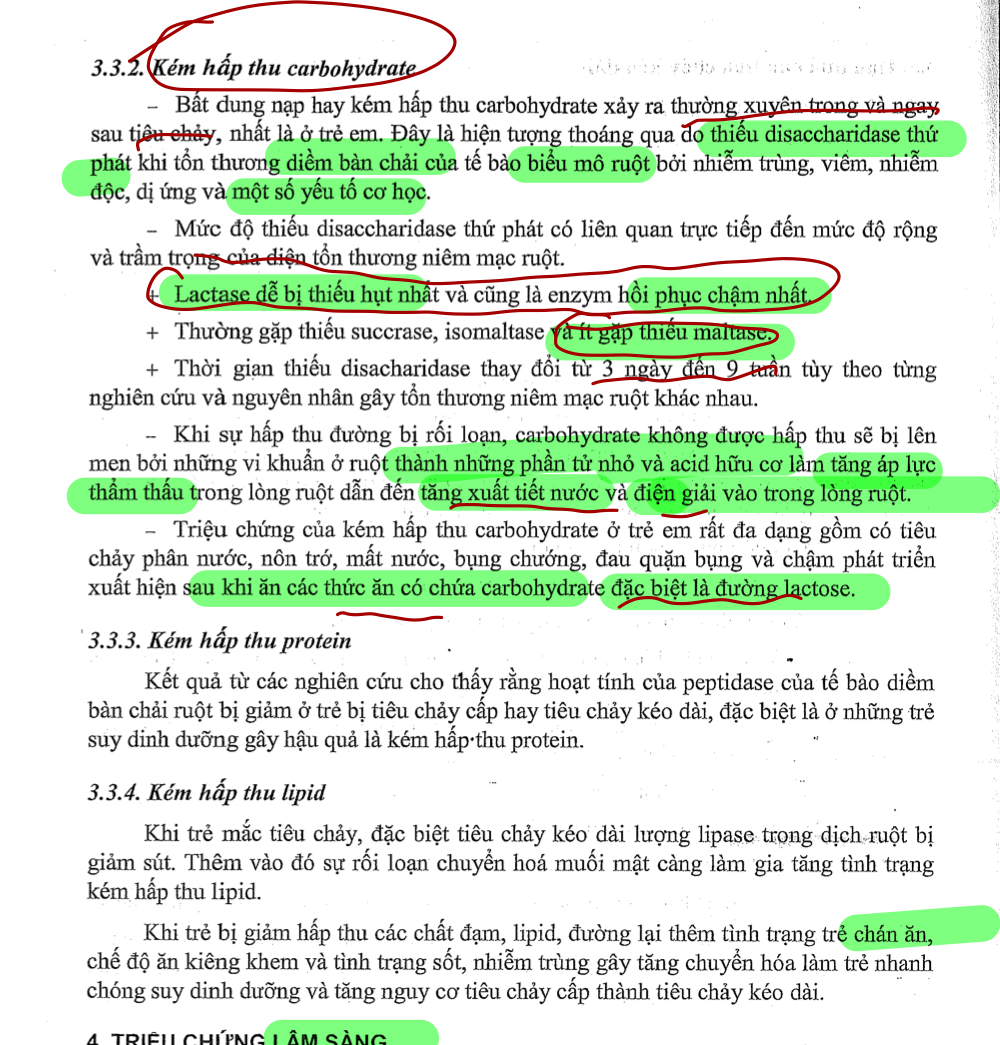 3.3.2. Kém hấp thu carbohydrate
– Bất dung nạp hay kém hấp thu carbohydrate xảy ra thường xuyên trong và ngay
sau tiêu chảy, nhất là ở trẻ em. Đây là hiện tượng thoáng qua do thiếu disaccharidase thứ
phát khi tổn thương diềm bàn chải của tế bào biểu mô ruột bởi nhiễm trùng, viêm, nhiễm
độc, dị ứng và một số yếu tố cơ học.
– Mức độ thiếu disaccharidase thứ phát có liên quan trực tiếp đến mức độ rộng
và trầm trọng của diện tổn thương niêm mạc ruột.
+ Lactase dễ bị thiếu hụt nhất và cũng là enzym hồi phục chậm nhất.
+ Thường gặp thiếu succrase, isomaltase và ít gặp thiếu maltase.
+ Thời gian thiếu disacharidase thay đổi từ 3 ngày đến 9 tuần tùy theo từng
nghiên cứu và nguyên nhân gây tổn thương niêm mạc ruột khác nhau.
– Khi sự hấp thu đường bị rối loạn, carbohydrate không được hấp thu sẽ bị lên
men bởi những vi khuẩn ở ruột thành những phần tử nhỏ và acid hữu cơ làm tăng áp lực
thẩm thấu trong lòng ruột dẫn đến tăng xuất tiết nước và điện giải vào trong lòng ruột.
– Triệu chứng của kém hấp thu carbohydrate ở trẻ em rất đa dạng gồm có tiêu
chảy phân nước, nôn trớ, mất nước, bụng chướng, đau quặn bụng và chậm phát triển
xuất hiện sau khi ăn các thức ăn có chứa carbohydrate đặc biệt là đường lactose.
3.3.3. Kém hấp thu protein
Kết quả từ các nghiên cứu cho thấy rằng hoạt tính của peptidase của tế bào diềm
bàn chải ruột bị giảm ở trẻ bị tiêu chảy cấp hay tiêu chảy kéo dài, đặc biệt là ở những trẻ
suy dinh dưỡng gây hậu quả là kém hấp thu protein.
3.3.4. Kém hấp thu lipid
Khi trẻ mắc tiêu chảy, đặc biệt tiêu chảy kéo dài lượng lipase trong dịch ruột bị
giảm sút. Thêm vào đó sự rối loạn chuyển hoá muối mật càng làm gia tăng tình trạng
kém hấp thu lipid.
Khi trẻ bị giảm hấp thu các chất đạm, lipid, đường lại thêm tình trạng trẻ chán ăn,
chế độ ăn kiêng khem và tình trạng sốt, nhiễm trùng gây tăng chuyển hóa làm trẻ nhanh
chóng suy dinh dưỡng và tăng nguy cơ tiêu chảy cấp thành tiêu chảy kéo dài.
4. TRIỆU CHỨNG LÂM SÀNG